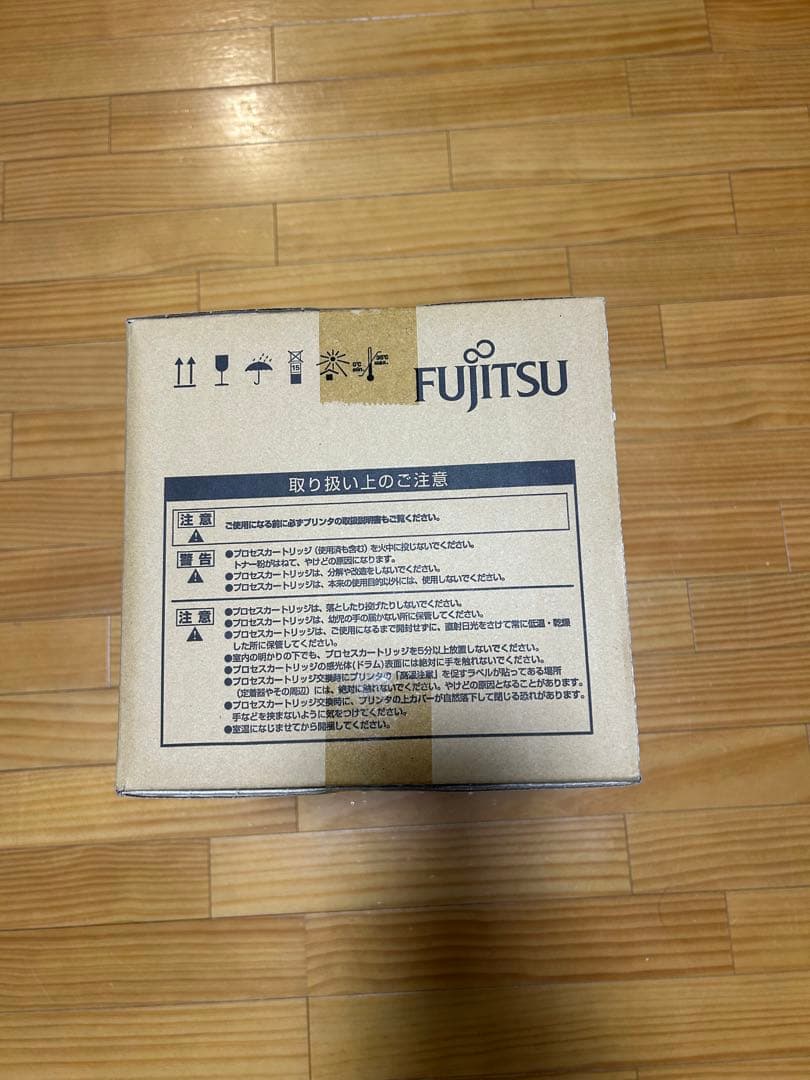 15
0℃ min.
35℃ max.
FUJITSU
取り扱い上のご注意
注意
ご使用になる前に必ずプリンタの取扱説明書もご覧ください。
警告
●プロセスカートリッジ（使用済も含む）を火中に投じないでください。
トナー粉がはねて、やけどの原因になります。
●プロセスカートリッジは、分解や改造をしないでください。
●プロセスカートリッジは、本来の使用目的以外には、使用しないでください。
注意
●プロセスカートリッジは、落としたり投げたりしないでください。
●プロセスカートリッジは、幼児の手の届かない所に保管してください。
●プロセスカートリッジは、ご使用になるまで開封せずに、直射日光をさけて常に低温・乾燥
した所に保管してください。
●室内の明かりの下でも、プロセスカートリッジを5分以上放置しないでください。
●プロセスカートリッジの感光体（ドラム）表面には絶対に手を触れないでください。
●プロセスカートリッジ交換時にプリンタの「高温注意」を促すラベルが貼ってある場所
（定着器やその周辺）には、絶対に触れないでください。やけどの原因となることがあります。
●プロセスカートリッジ交換時に、プリンタの上カバーが自然落下して閉じる恐れがあります。
手などを挟まないように気をつけてください。
●室温になじませてから開梱してください。